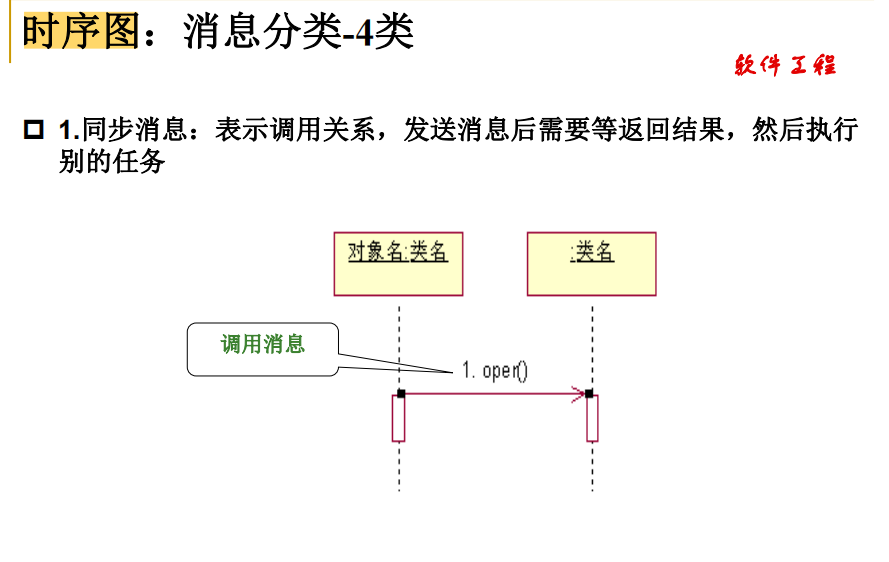 时序图：消息分类-4类
软件工程
1.同步消息：表示调用关系，发送消息后需要等返回结果，然后执行
别的任务
对象名:类名
:类名
调用消息
1. oper()